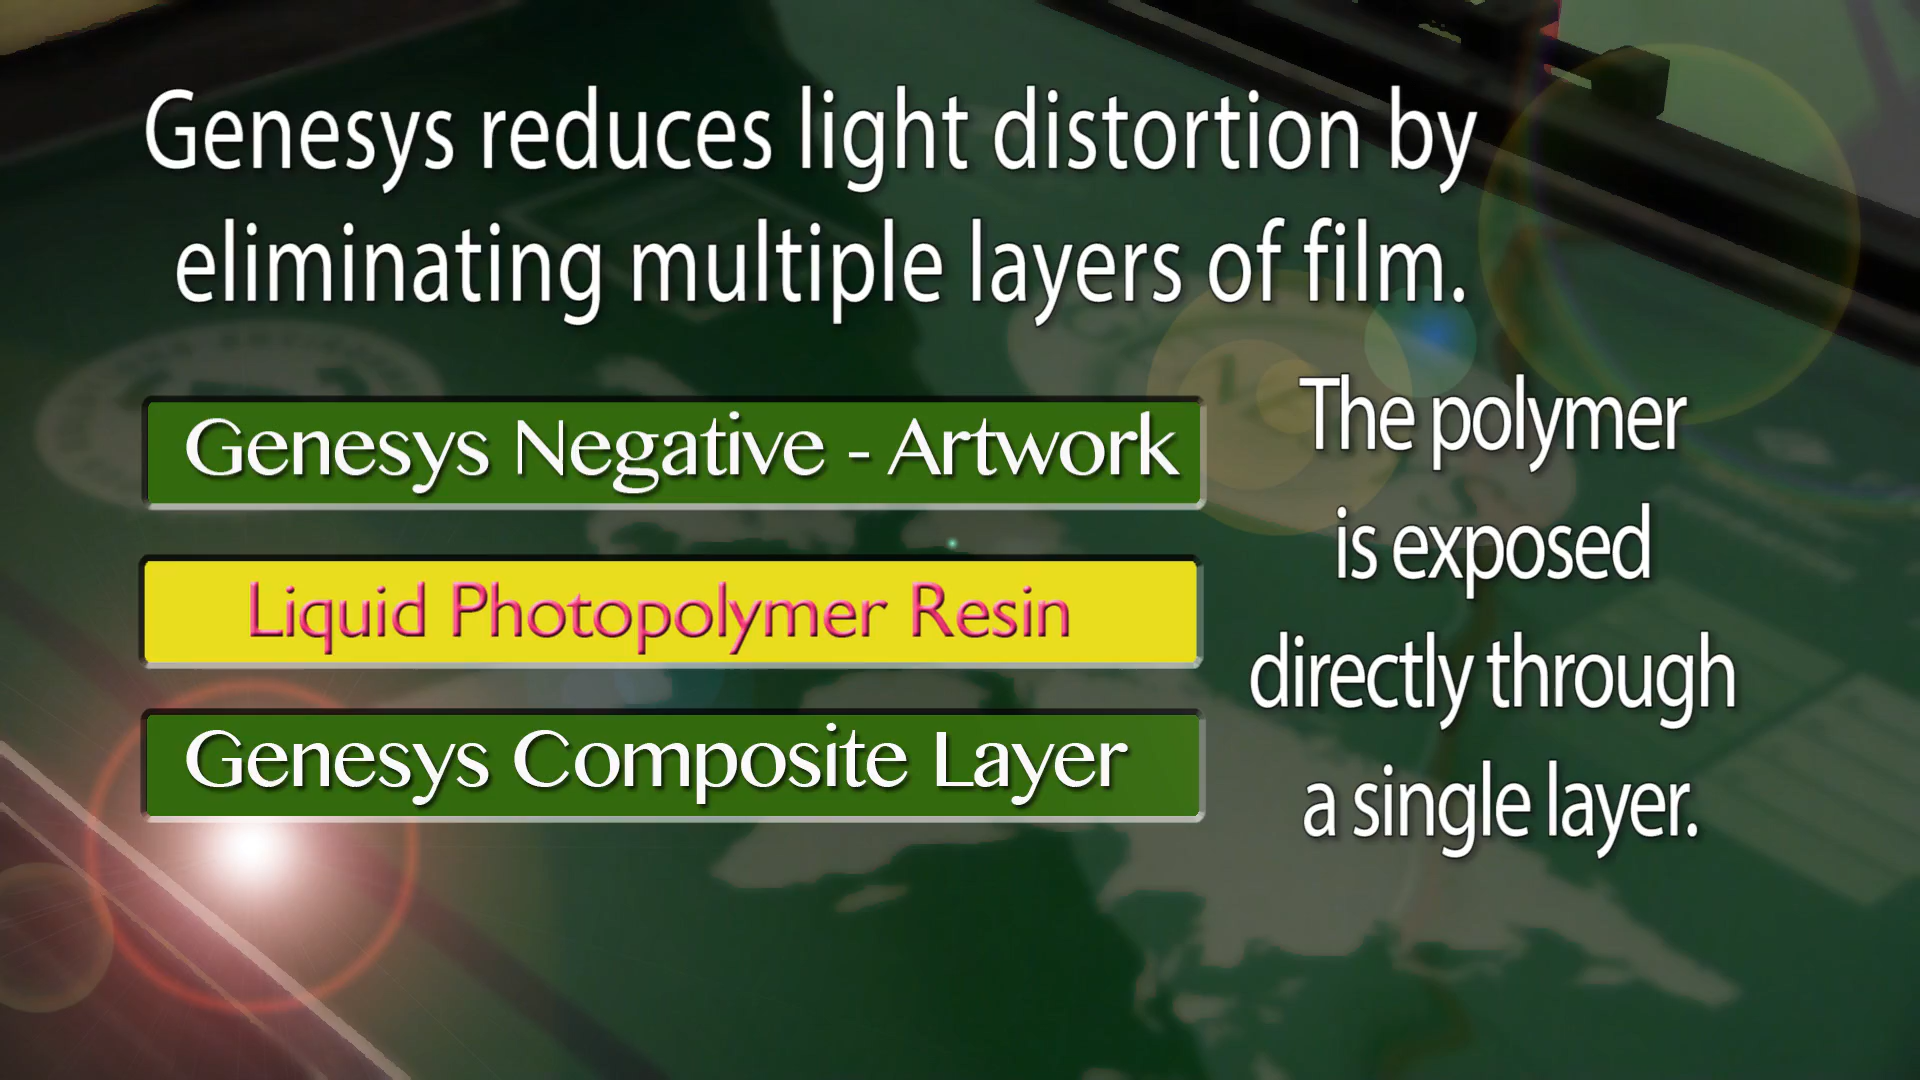 Genesys reduces light distortion by
eliminating multiple layers of film.
Genesys Negative - Artwork
Liquid Photopolymer Resin
Genesys Composite Layer
The polymer
is exposed
directly through
a single layer.